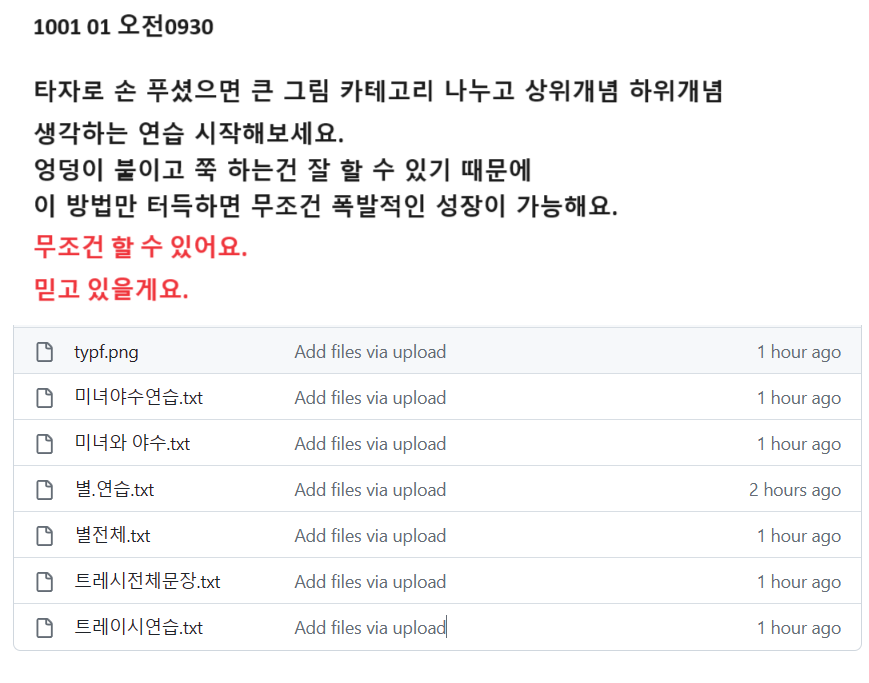 1001 01 오전0930
타자로 손 푸셨으면 큰 그림 카테고리 나누고 상위개념 하위개념
생각하는 연습 시작해보세요.
엉덩이 붙이고 쭉 하는건 잘 할 수 있기 때문에
이 방법만 터득하면 무조건 폭발적인 성장이 가능해요.
무조건 할 수 있어요.
믿고 있을게요.
typf.png Add files via upload 1 hour ago
미녀야수연습.txt Add files via upload 1 hour ago
미녀와 야수.txt Add files via upload 1 hour ago
별.연습.txt Add files via upload 2 hours ago
별전체.txt Add files via upload 1 hour ago
트레시전체문장.txt Add files via upload 1 hour ago
트레이시연습.txt Add files via upload 1 hour ago